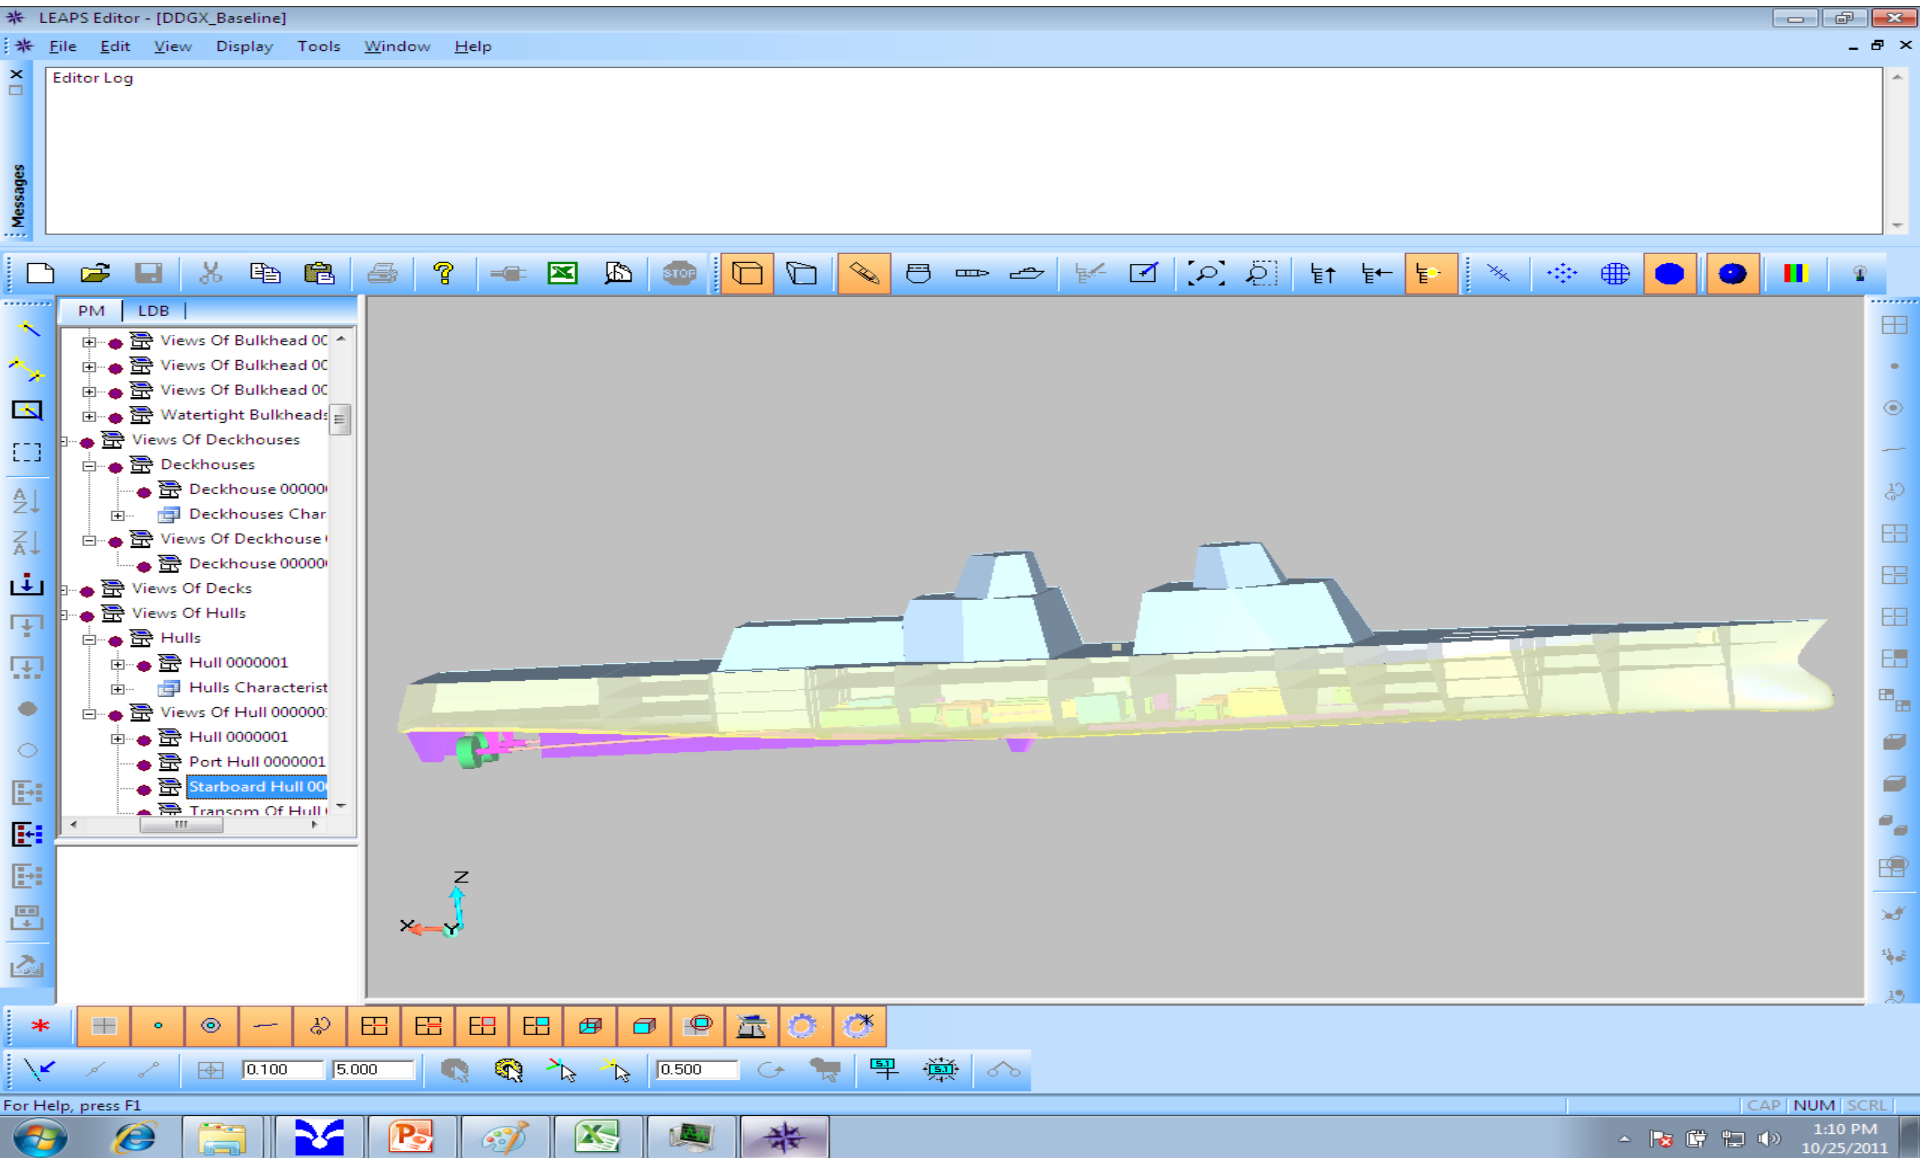 LEAPS Editor - [DDGX_Baseline]
File Edit View Display Tools Window Help
Editor Log
Messages
STOP
PM LDB
Views Of Bulkhead 00
Views Of Bulkhead 00
Views Of Bulkhead 00
Watertight Bulkheads
Views Of Deckhouses
Deckhouses
Deckhouse 00000
Deckhouses Char
Views Of Deckhouse
Deckhouse 00000
Views Of Decks
Views Of Hulls
Hulls
Hull 0000001
Hulls Characterist
Views Of Hull 000000
Hull 0000001
Port Hull 0000001
Starboard Hull 00
Transom Of Hull
Z
X Y
0.100 5.000 0.500
For Help, press F1
CAP NUM SCRL
1:10 PM
10/25/2011